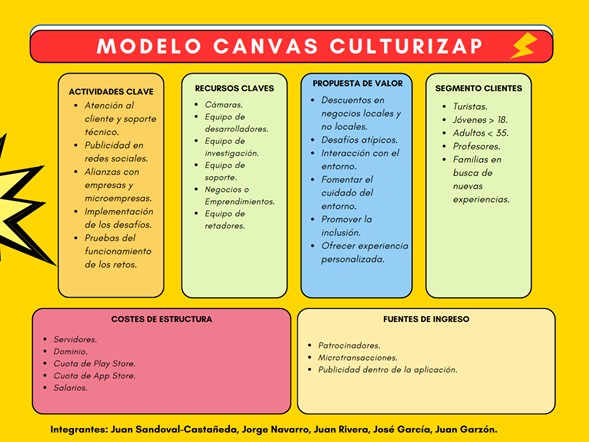 MODELO CANVAS CULTURIZAP
ACTIVIDADES CLAVE
• Atención al
cliente y soporte
técnico.
• Publicidad en
redes sociales.
• Alianzas con
empresas y
microempresas.
• Implementación
de los desafíos.
• Pruebas del
funcionamiento
de los retos.
RECURSOS CLAVES
• Cámaras.
• Equipo de
desarrolladores.
• Equipo de
investigación.
• Equipo de
soporte.
• Negocios o
Emprendimientos.
• Equipo de
retadores.
PROPUESTA DE VALOR
• Descuentos en
negocios locales y
no locales.
• Desafíos atípicos.
• Interacción con el
entorno.
• Fomentar el
cuidado del
entorno.
• Promover la
inclusión.
• Ofrecer experiencia
personalizada.
SEGMENTO CLIENTES
• Turistas.
• Jóvenes > 18.
• Adultos < 35.
• Profesores.
• Familias en
busca de
nuevas
experiencias.
COSTES DE ESTRUCTURA
• Servidores.
• Dominio.
• Cuota de Play Store.
• Cuota de App Store.
• Salarios.
FUENTES DE INGRESO
• Patrocinadores.
• Microtransacciones.
• Publicidad dentro de la aplicación.
Integrantes: Juan Sandoval-Castañeda, Jorge Navarro, Juan Rivera, José García, Juan Garzón.